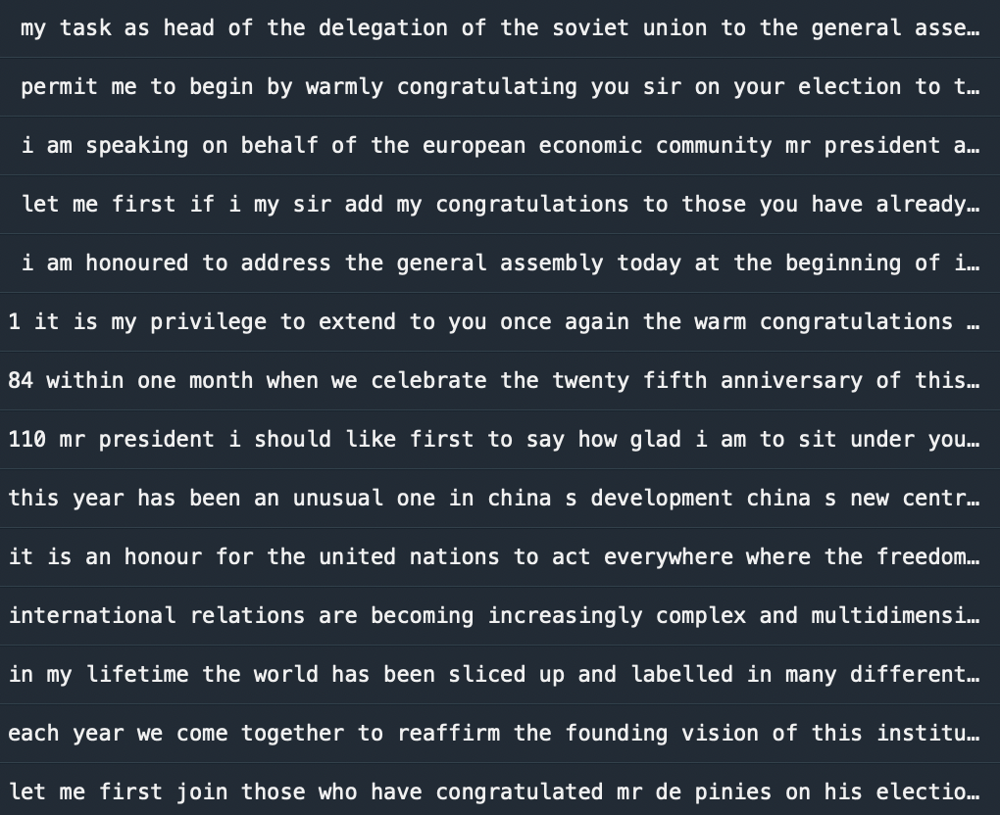 my task as head of the delegation of the soviet union to the general asse…
permit me to begin by warmly congratulating you sir on your election to t…
i am speaking on behalf of the european economic community mr president a…
let me first if i my sir add my congratulations to those you have already…
i am honoured to address the general assembly today at the beginning of i…
1 it is my privilege to extend to you once again the warm congratulations …
84 within one month when we celebrate the twenty fifth anniversary of this…
110 mr president i should like first to say how glad i am to sit under you…
this year has been an unusual one in china s development china s new centr…
it is an honour for the united nations to act everywhere where the freedom…
international relations are becoming increasingly complex and multidimensi…
in my lifetime the world has been sliced up and labelled in many different…
each year we come together to reaffirm the founding vision of this institu…
let me first join those who have congratulated mr de pinies on his electio…